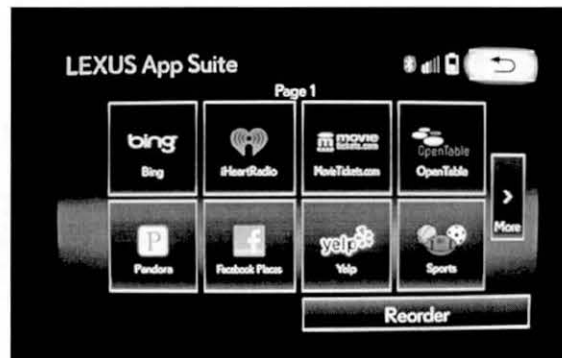 LEXUS App Suite
Page 1
bing
Bing
iHeartRadio
movie
tickets.com
MovieTickets.com
OpenTable
OpenTable
P
Pandora
f
Facebook Places
yelp
Yelp
Sports
>
More
Reorder